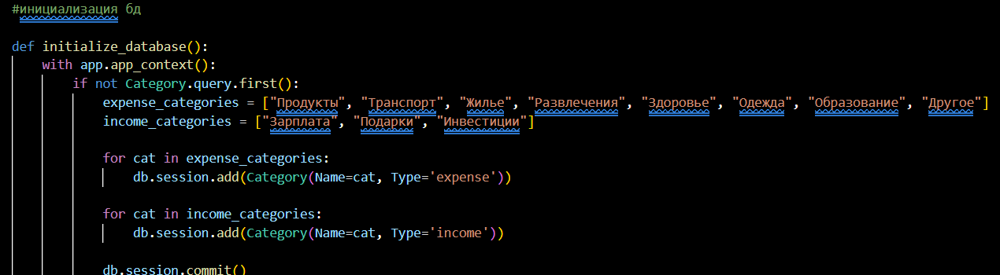 #инициализация бд
def initialize_database():
with app.app_context():
if not Category.query.first():
expense_categories = ["Продукты", "Транспорт", "Жилье", "Развлечения", "Здоровье", "Одежда", "Образование", "Другое"]
income_categories = ["Зарплата", "Подарки", "Инвестиции"]
for cat in expense_categories:
db.session.add(Category(Name=cat, Type='expense'))
for cat in income_categories:
db.session.add(Category(Name=cat, Type='income'))
db.session.commit()